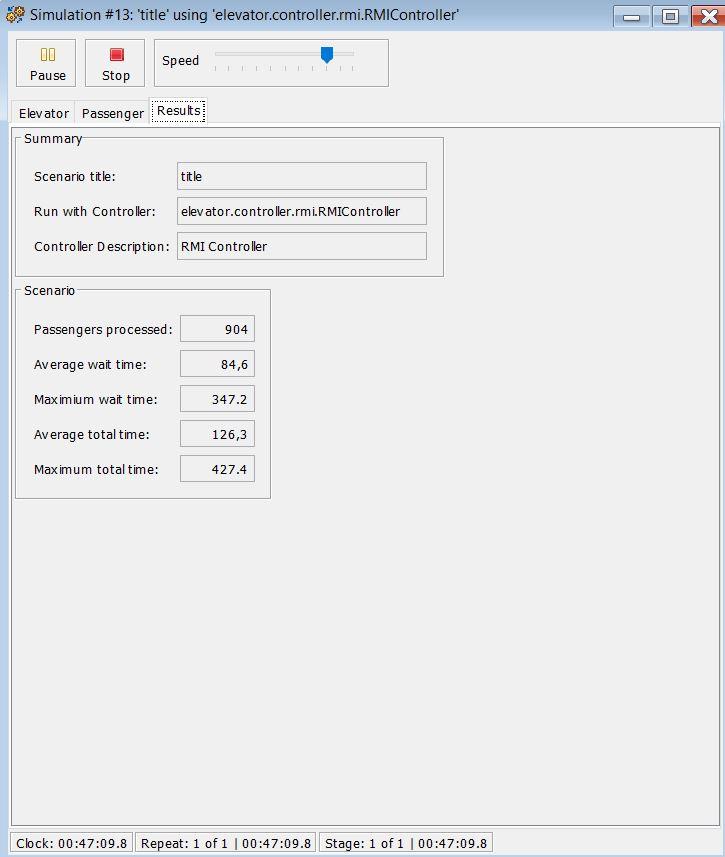 Simulation #13: 'title' using 'elevator.controller.rmi.RMIController'
Pause
Stop
Speed
Elevator
Passenger
Results
Summary
Scenario title: title
Run with Controller: elevator.controller.rmi.RMIController
Controller Description: RMI Controller
Scenario
Passengers processed: 904
Average wait time: 84,6
Maximium wait time: 347.2
Average total time: 126,3
Maximum total time: 427.4
Clock: 00:47:09.8 Repeat: 1 of 1 | 00:47:09.8 Stage: 1 of 1 | 00:47:09.8